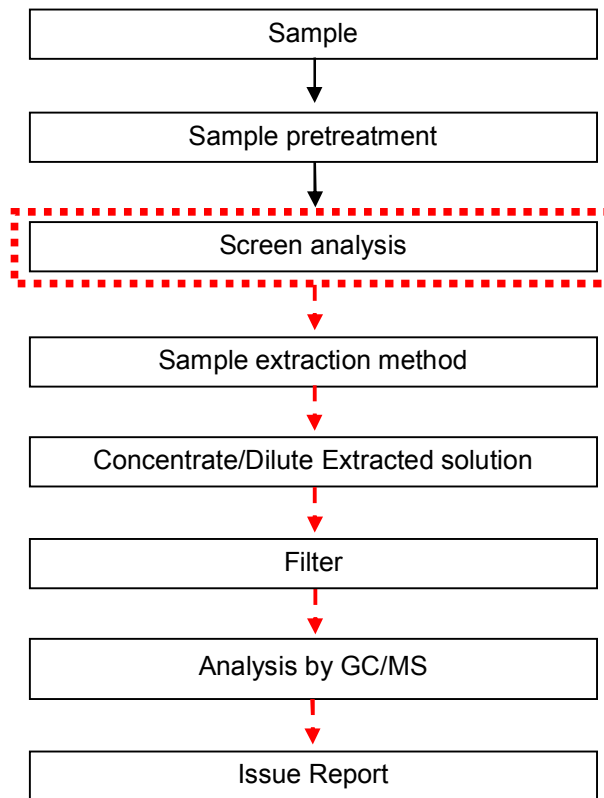 Sample
Sample pretreatment
Screen analysis
Sample extraction method
Concentrate/Dilute Extracted solution
Filter
Analysis by GC/MS
Issue Report